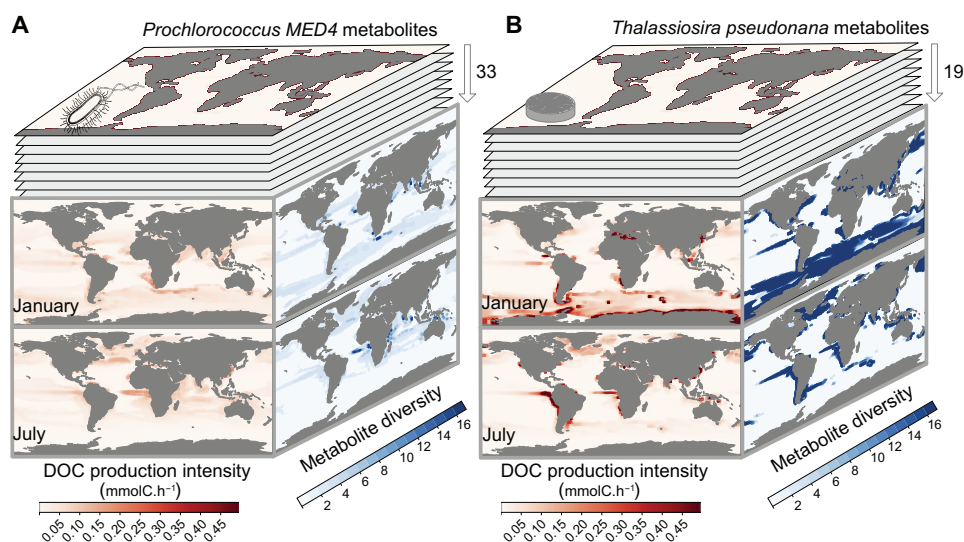 A
Prochlorococcus MED4 metabolites
33
January
July
DOC production intensity
(mmolC.h⁻¹)
0.05 0.10 0.15 0.20 0.25 0.30 0.35 0.40 0.45
Metabolite diversity
2 4 6 8 10 12 14 16
B
Thalassiosira pseudonana metabolites
19
January
July
DOC production intensity
(mmolC.h⁻¹)
0.05 0.10 0.15 0.20 0.25 0.30 0.35 0.40 0.45
Metabolite diversity
2 4 6 8 10 12 14 16